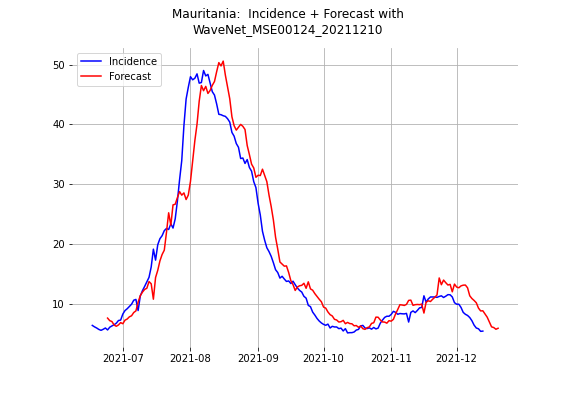 Mauritania:  Incidence + Forecast with
WaveNet_MSE00124_20211210
Incidence
Forecast
50
40
30
20
10
2021-07 2021-08 2021-09 2021-10 2021-11 2021-12